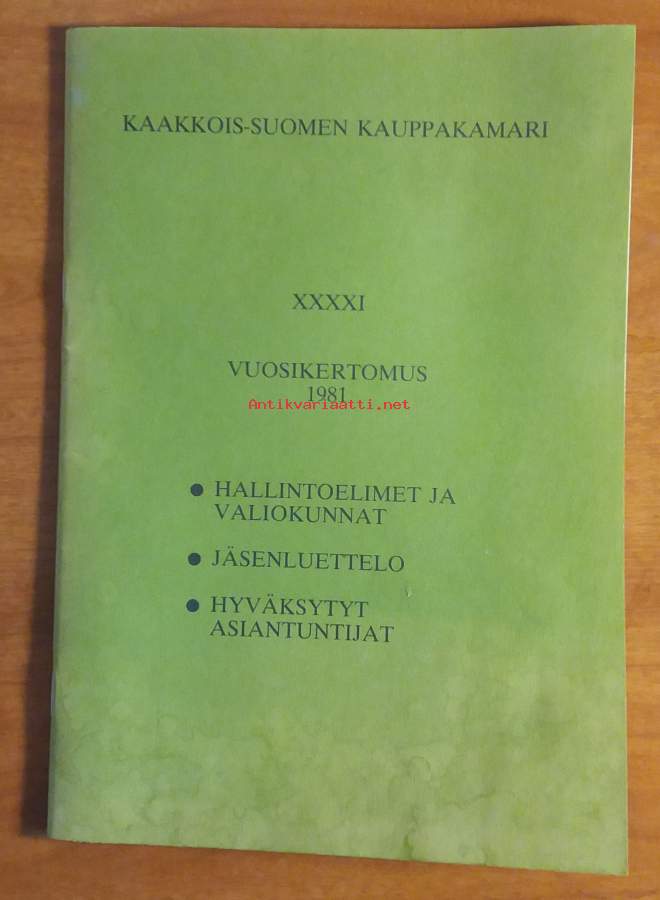 KAAKKOIS-SUOMEN KAUPPAKAMARI
XXXXI
VUOSIKERTOMUS
1981
Antikvariaatti.net
● HALLINTOELIMET JA
VALIOKUNNAT
● JÄSENLUETTELO
● HYVÄKSYTYT
ASIANTUNTIJAT